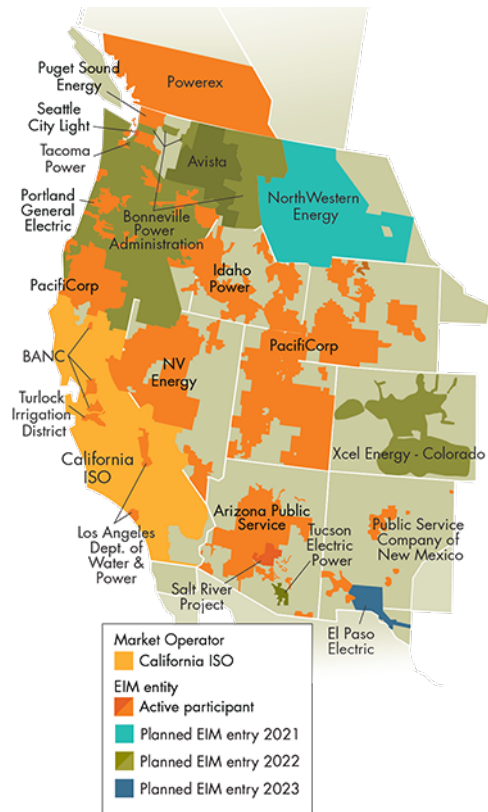 Puget Sound
Energy
Powerex
Seattle
City Light
Tacoma
Power
Avista
NorthWestern
Energy
Portland
General
Electric
Bonneville
Power
Administration
Idaho
Power
PacifiCorp
PacifiCorp
BANC
NV
Energy
Turlock
Irrigation
District
Xcel Energy - Colorado
California
ISO
Arizona Public
Service
Tucson
Electric
Power
Public Service
Company of
New Mexico
Los Angeles
Dept. of
Water &
Power
Salt River
Project
El Paso
Electric
Market Operator
California ISO
EIM entity
Active participant
Planned EIM entry 2021
Planned EIM entry 2022
Planned EIM entry 2023